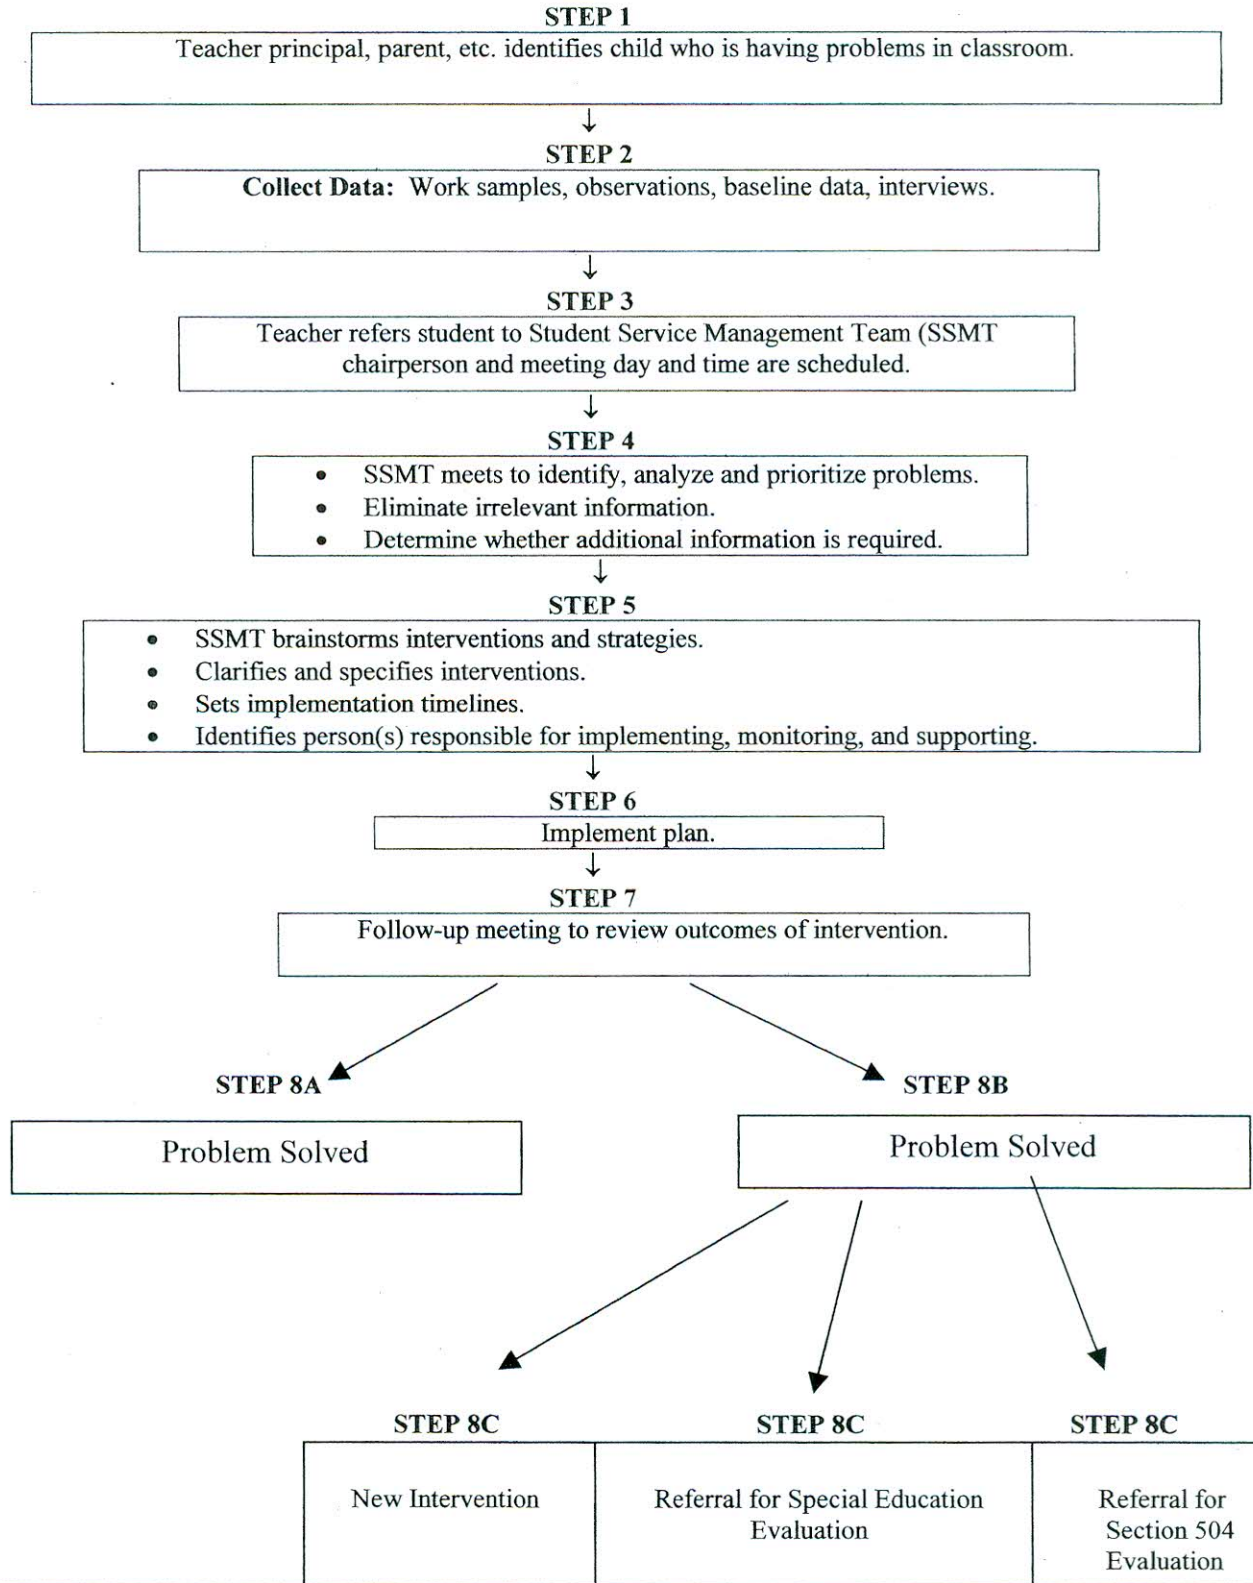 STEP 1
Teacher principal, parent, etc. identifies child who is having problems in classroom.
STEP 2
Collect Data: Work samples, observations, baseline data, interviews.
STEP 3
Teacher refers student to Student Service Management Team (SSMT
chairperson and meeting day and time are scheduled.
STEP 4
• SSMT meets to identify, analyze and prioritize problems.
• Eliminate irrelevant information.
• Determine whether additional information is required.
STEP 5
• SSMT brainstorms interventions and strategies.
• Clarifies and specifies interventions.
• Sets implementation timelines.
• Identifies person(s) responsible for implementing, monitoring, and supporting.
STEP 6
Implement plan.
STEP 7
Follow-up meeting to review outcomes of intervention.
STEP 8A
STEP 8B
Problem Solved
Problem Solved
STEP 8C
STEP 8C
STEP 8C
New Intervention
Referral for Special Education
Evaluation
Referral for
Section 504
Evaluation